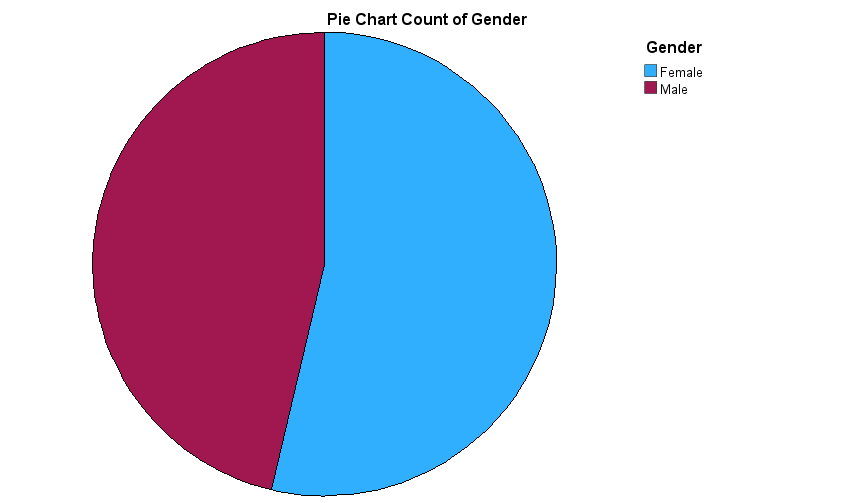 Pie Chart Count of Gender
Gender
Female
Male